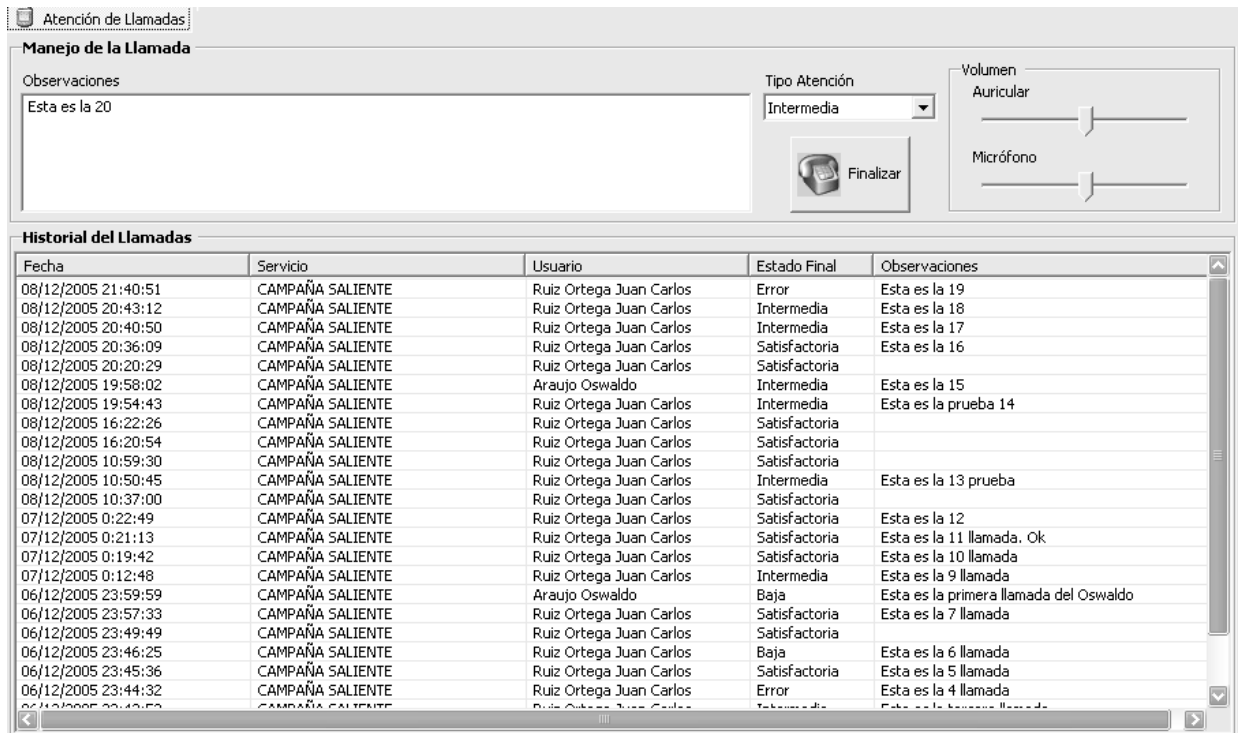 Atención de Llamadas
Manejo de la Llamada
Observaciones
Esta es la 20
Tipo Atención
Intermedia
Finalizar
Volumen
Auricular
Micrófono
Historial del Llamadas
Fecha Servicio Usuario Estado Final Observaciones
08/12/2005 21:40:51 CAMPAÑA SALIENTE Ruiz Ortega Juan Carlos Error Esta es la 19
08/12/2005 20:43:12 CAMPAÑA SALIENTE Ruiz Ortega Juan Carlos Intermedia Esta es la 18
08/12/2005 20:40:50 CAMPAÑA SALIENTE Ruiz Ortega Juan Carlos Intermedia Esta es la 17
08/12/2005 20:36:09 CAMPAÑA SALIENTE Ruiz Ortega Juan Carlos Satisfactoria Esta es la 16
08/12/2005 20:20:29 CAMPAÑA SALIENTE Ruiz Ortega Juan Carlos Satisfactoria
08/12/2005 19:58:02 CAMPAÑA SALIENTE Araujo Oswaldo Intermedia Esta es la 15
08/12/2005 19:54:43 CAMPAÑA SALIENTE Ruiz Ortega Juan Carlos Intermedia Esta es la prueba 14
08/12/2005 16:22:26 CAMPAÑA SALIENTE Ruiz Ortega Juan Carlos Satisfactoria
08/12/2005 16:20:54 CAMPAÑA SALIENTE Ruiz Ortega Juan Carlos Satisfactoria
08/12/2005 10:59:30 CAMPAÑA SALIENTE Ruiz Ortega Juan Carlos Satisfactoria
08/12/2005 10:50:45 CAMPAÑA SALIENTE Ruiz Ortega Juan Carlos Intermedia Esta es la 13 prueba
08/12/2005 10:37:00 CAMPAÑA SALIENTE Ruiz Ortega Juan Carlos Satisfactoria
07/12/2005 0:22:49 CAMPAÑA SALIENTE Ruiz Ortega Juan Carlos Satisfactoria Esta es la 12
07/12/2005 0:21:13 CAMPAÑA SALIENTE Ruiz Ortega Juan Carlos Satisfactoria Esta es la 11 llamada. Ok
07/12/2005 0:19:42 CAMPAÑA SALIENTE Ruiz Ortega Juan Carlos Satisfactoria Esta es la 10 llamada
07/12/2005 0:12:48 CAMPAÑA SALIENTE Ruiz Ortega Juan Carlos Intermedia Esta es la 9 llamada
06/12/2005 23:59:59 CAMPAÑA SALIENTE Araujo Oswaldo Baja Esta es la primera llamada del Oswaldo
06/12/2005 23:57:33 CAMPAÑA SALIENTE Ruiz Ortega Juan Carlos Satisfactoria Esta es la 7 llamada
06/12/2005 23:49:49 CAMPAÑA SALIENTE Ruiz Ortega Juan Carlos Satisfactoria
06/12/2005 23:46:25 CAMPAÑA SALIENTE Ruiz Ortega Juan Carlos Baja Esta es la 6 llamada
06/12/2005 23:45:36 CAMPAÑA SALIENTE Ruiz Ortega Juan Carlos Satisfactoria Esta es la 5 llamada
06/12/2005 23:44:32 CAMPAÑA SALIENTE Ruiz Ortega Juan Carlos Error Esta es la 4 llamada